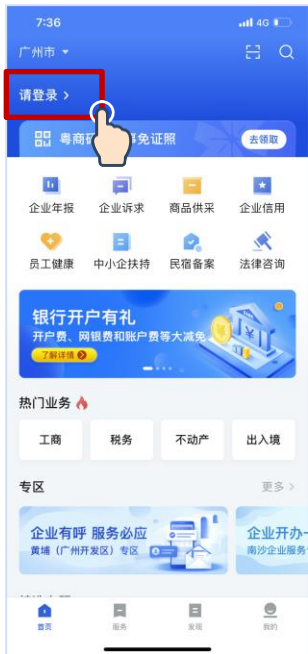 7:36
4G
广州市
请登录 >
粤商码 事免证照
去领取
企业年报
企业诉求
商品供采
企业信用
员工健康
中小企扶持
民宿备案
法律咨询
银行开户有礼
开户费、网银费和账户费等大减免
了解详情
热门业务
工商
税务
不动产
出入境
专区
更多 >
企业有呼 服务必应
黄埔（广州开发区）专区
企业开办一
南沙企业服务
首页
服务
发现
我的